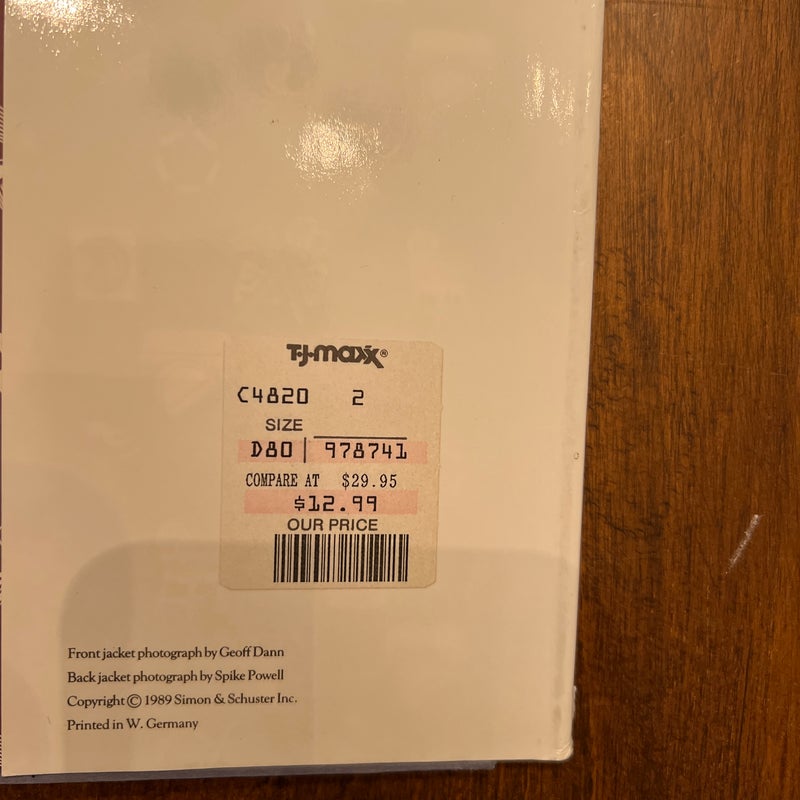 T·J·maxx®
C4820 2
SIZE
D80 | 978741
COMPARE AT $29.95
$12.99
OUR PRICE
Front jacket photograph by Geoff Dann
Back jacket photograph by Spike Powell
Copyright © 1989 Simon & Schuster Inc.
Printed in W. Germany